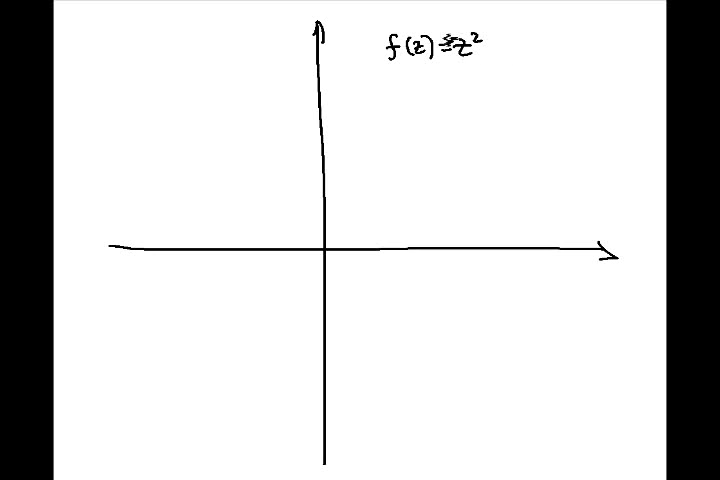 f(z) = z²